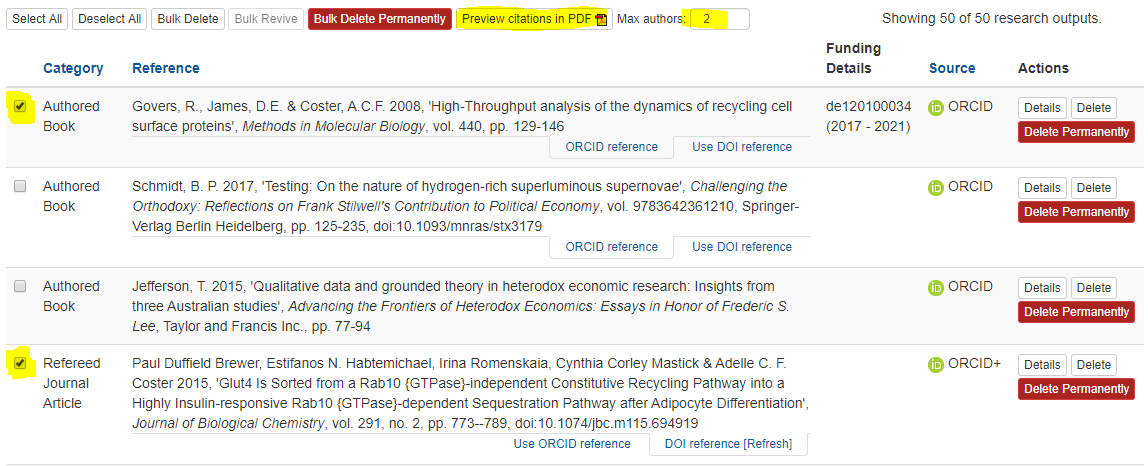 Select All Deselect All Bulk Delete Bulk Revive Bulk Delete Permanently Preview citations in PDF Max authors: 2 Showing 50 of 50 research outputs.
Category Reference Funding Details Source Actions
Authored Book
Govers, R., James, D.E. & Coster, A.C.F. 2008, 'High-Throughput analysis of the dynamics of recycling cell
surface proteins', Methods in Molecular Biology, vol. 440, pp. 129-146
ORCID reference Use DOI reference
de120100034
(2017 - 2021)
iD ORCID
Details Delete
Delete Permanently
Authored Book
Schmidt, B. P. 2017, 'Testing: On the nature of hydrogen-rich superluminous supernovae', Challenging the
Orthodoxy: Reflections on Frank Stilwell's Contribution to Political Economy, vol. 9783642361210, Springer-
Verlag Berlin Heidelberg, pp. 125-235, doi:10.1093/mnras/stx3179
ORCID reference Use DOI reference
iD ORCID
Details Delete
Delete Permanently
Authored Book
Jefferson, T. 2015, 'Qualitative data and grounded theory in heterodox economic research: Insights from
three Australian studies', Advancing the Frontiers of Heterodox Economics: Essays in Honor of Frederic S.
Lee, Taylor and Francis Inc., pp. 77-94
iD ORCID
Details Delete
Delete Permanently
Refereed Journal Article
Paul Duffield Brewer, Estifanos N. Habtemichael, Irina Romenskaia, Cynthia Corley Mastick & Adelle C. F.
Coster 2015, 'Glut4 Is Sorted from a Rab10 {GTPase}-independent Constitutive Recycling Pathway into a
Highly Insulin-responsive Rab10 {GTPase}-dependent Sequestration Pathway after Adipocyte Differentiation',
Journal of Biological Chemistry, vol. 291, no. 2, pp. 773--789, doi:10.1074/jbc.m115.694919
Use ORCID reference DOI reference [Refresh]
iD ORCID+
Details Delete
Delete Permanently